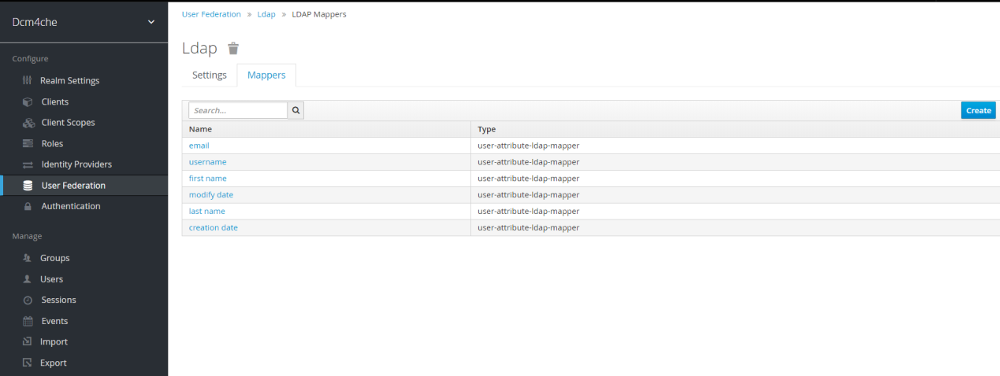 Dcm4che
Configure
Realm Settings
Clients
Client Scopes
Roles
Identity Providers
User Federation
Authentication
Manage
Groups
Users
Sessions
Events
Import
Export
User Federation » Ldap » LDAP Mappers
Ldap
Settings Mappers
Search... Create
Name Type
email user-attribute-ldap-mapper
username user-attribute-ldap-mapper
first name user-attribute-ldap-mapper
modify date user-attribute-ldap-mapper
last name user-attribute-ldap-mapper
creation date user-attribute-ldap-mapper